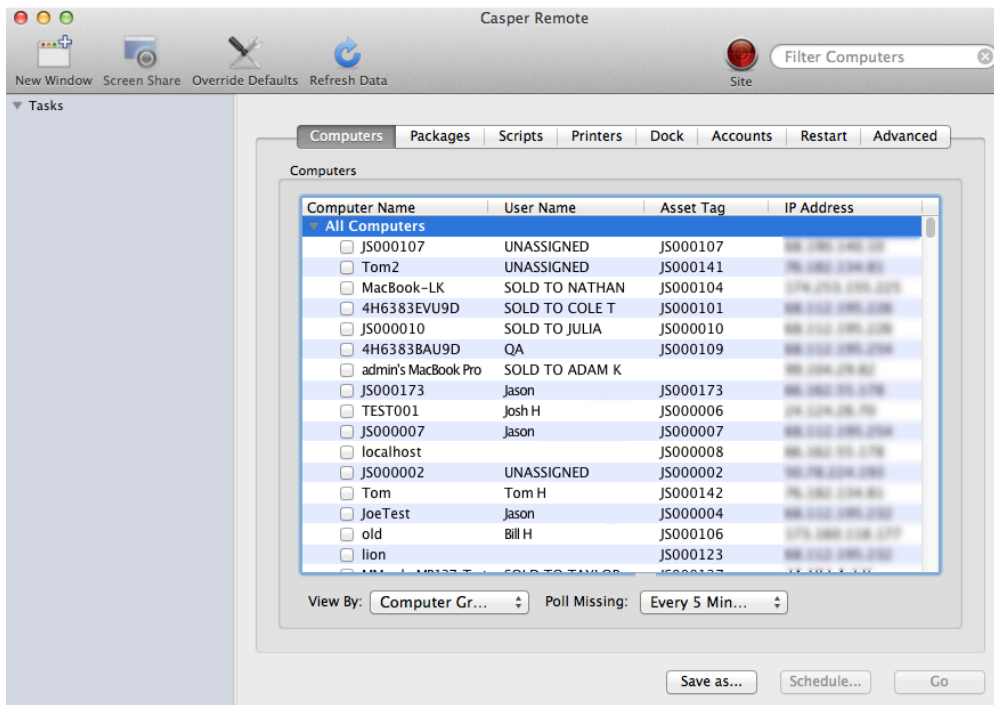 Casper Remote
New Window Screen Share Override Defaults Refresh Data Site Filter Computers
Tasks
Computers Packages Scripts Printers Dock Accounts Restart Advanced
Computers
Computer Name User Name Asset Tag IP Address
All Computers
JS000107 UNASSIGNED JS000107
Tom2 UNASSIGNED JS000141
MacBook-LK SOLD TO NATHAN JS000104
4H6383EVU9D SOLD TO COLE T JS000101
JS000010 SOLD TO JULIA JS000010
4H6383BAU9D QA JS000109
admin's MacBook Pro SOLD TO ADAM K
JS000173 Jason JS000173
TEST001 Josh H JS000006
JS000007 Jason JS000007
localhost JS000008
JS000002 UNASSIGNED JS000002
Tom Tom H JS000142
JoeTest Jason JS000004
old Bill H JS000106
lion JS000123
View By: Computer Gr... Poll Missing: Every 5 Min...
Save as... Schedule... Go